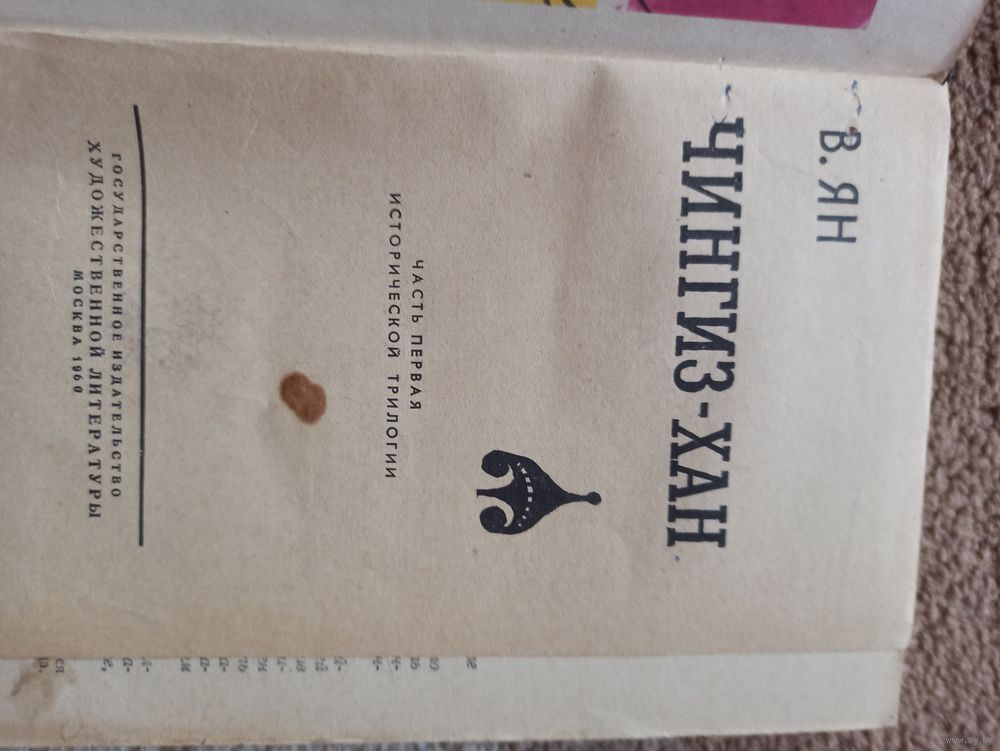 В. ЯН
ЧИНГИЗ-ХАН
ЧАСТЬ ПЕРВАЯ
ИСТОРИЧЕСКОЙ ТРИЛОГИИ
ГОСУДАРСТВЕННОЕ ИЗДАТЕЛЬСТВО
ХУДОЖЕСТВЕННОЙ ЛИТЕРАТУРЫ
МОСКВА 1960